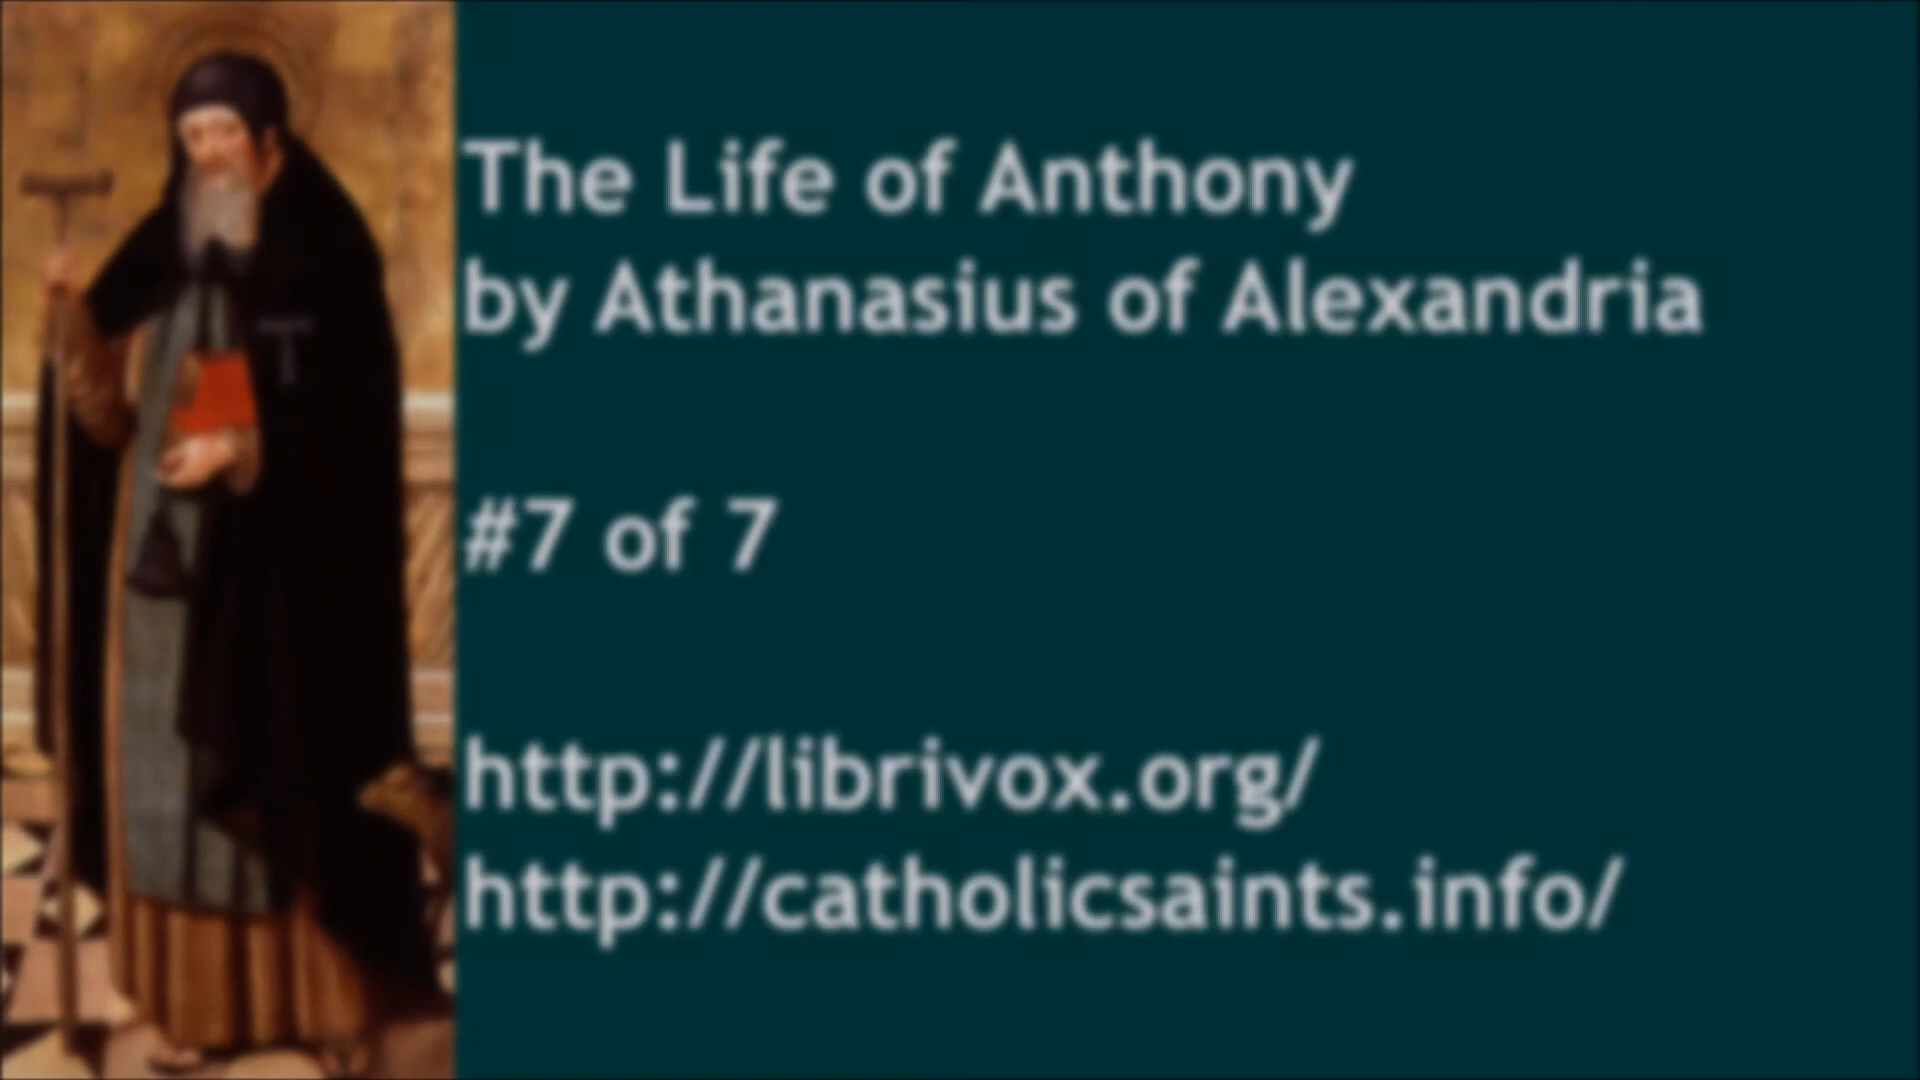 The Life of Anthony
by Athanasius of Alexandria
#7 of 7
http://librivox.org/
http://catholicsaints.info/